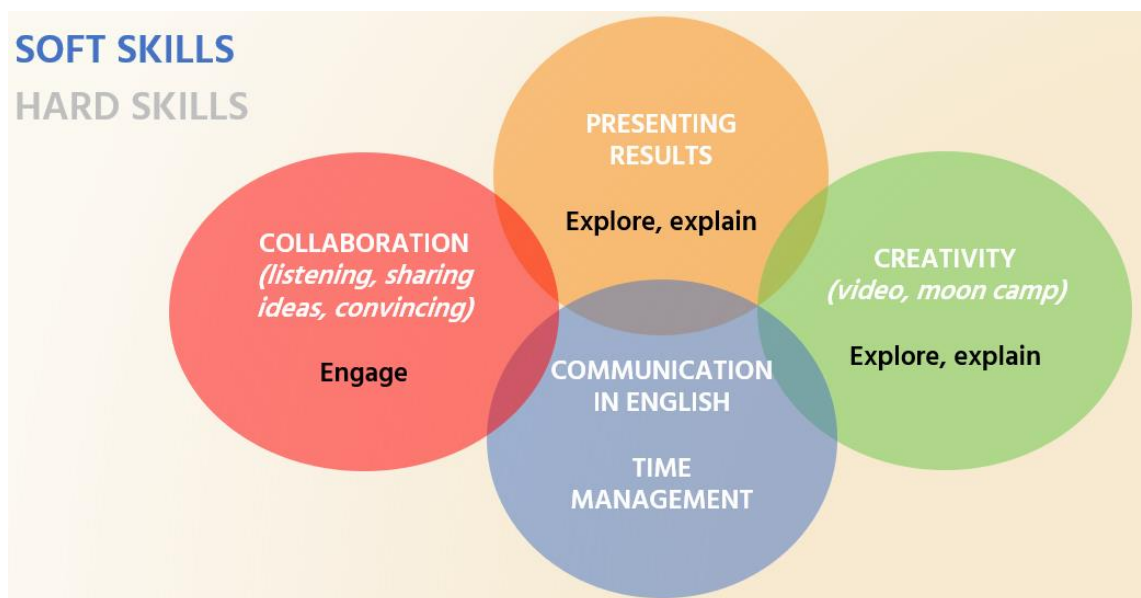 SOFT SKILLS
HARD SKILLS
PRESENTING
RESULTS
Explore, explain
COLLABORATION
(listening, sharing
ideas, convincing)
Engage
CREATIVITY
(video, moon camp)
Explore, explain
COMMUNICATION
IN ENGLISH
TIME
MANAGEMENT